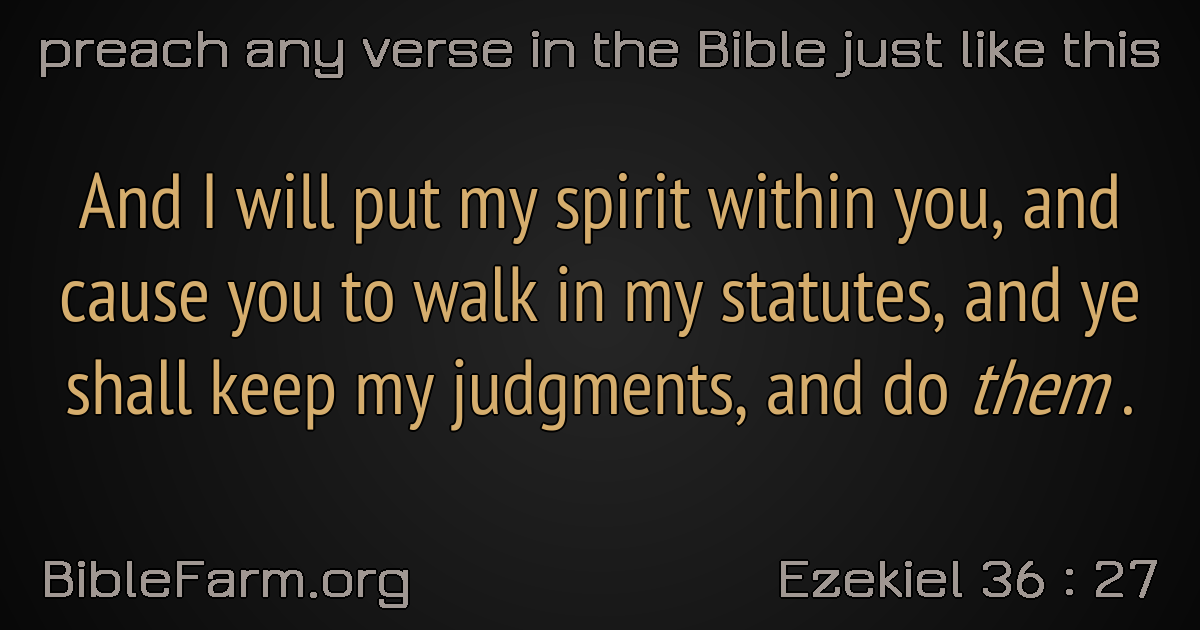 preach any verse in the Bible just like this
And I will put my spirit within you, and
cause you to walk in my statutes, and ye
shall keep my judgments, and do them .
BibleFarm.org
Ezekiel 36 : 27